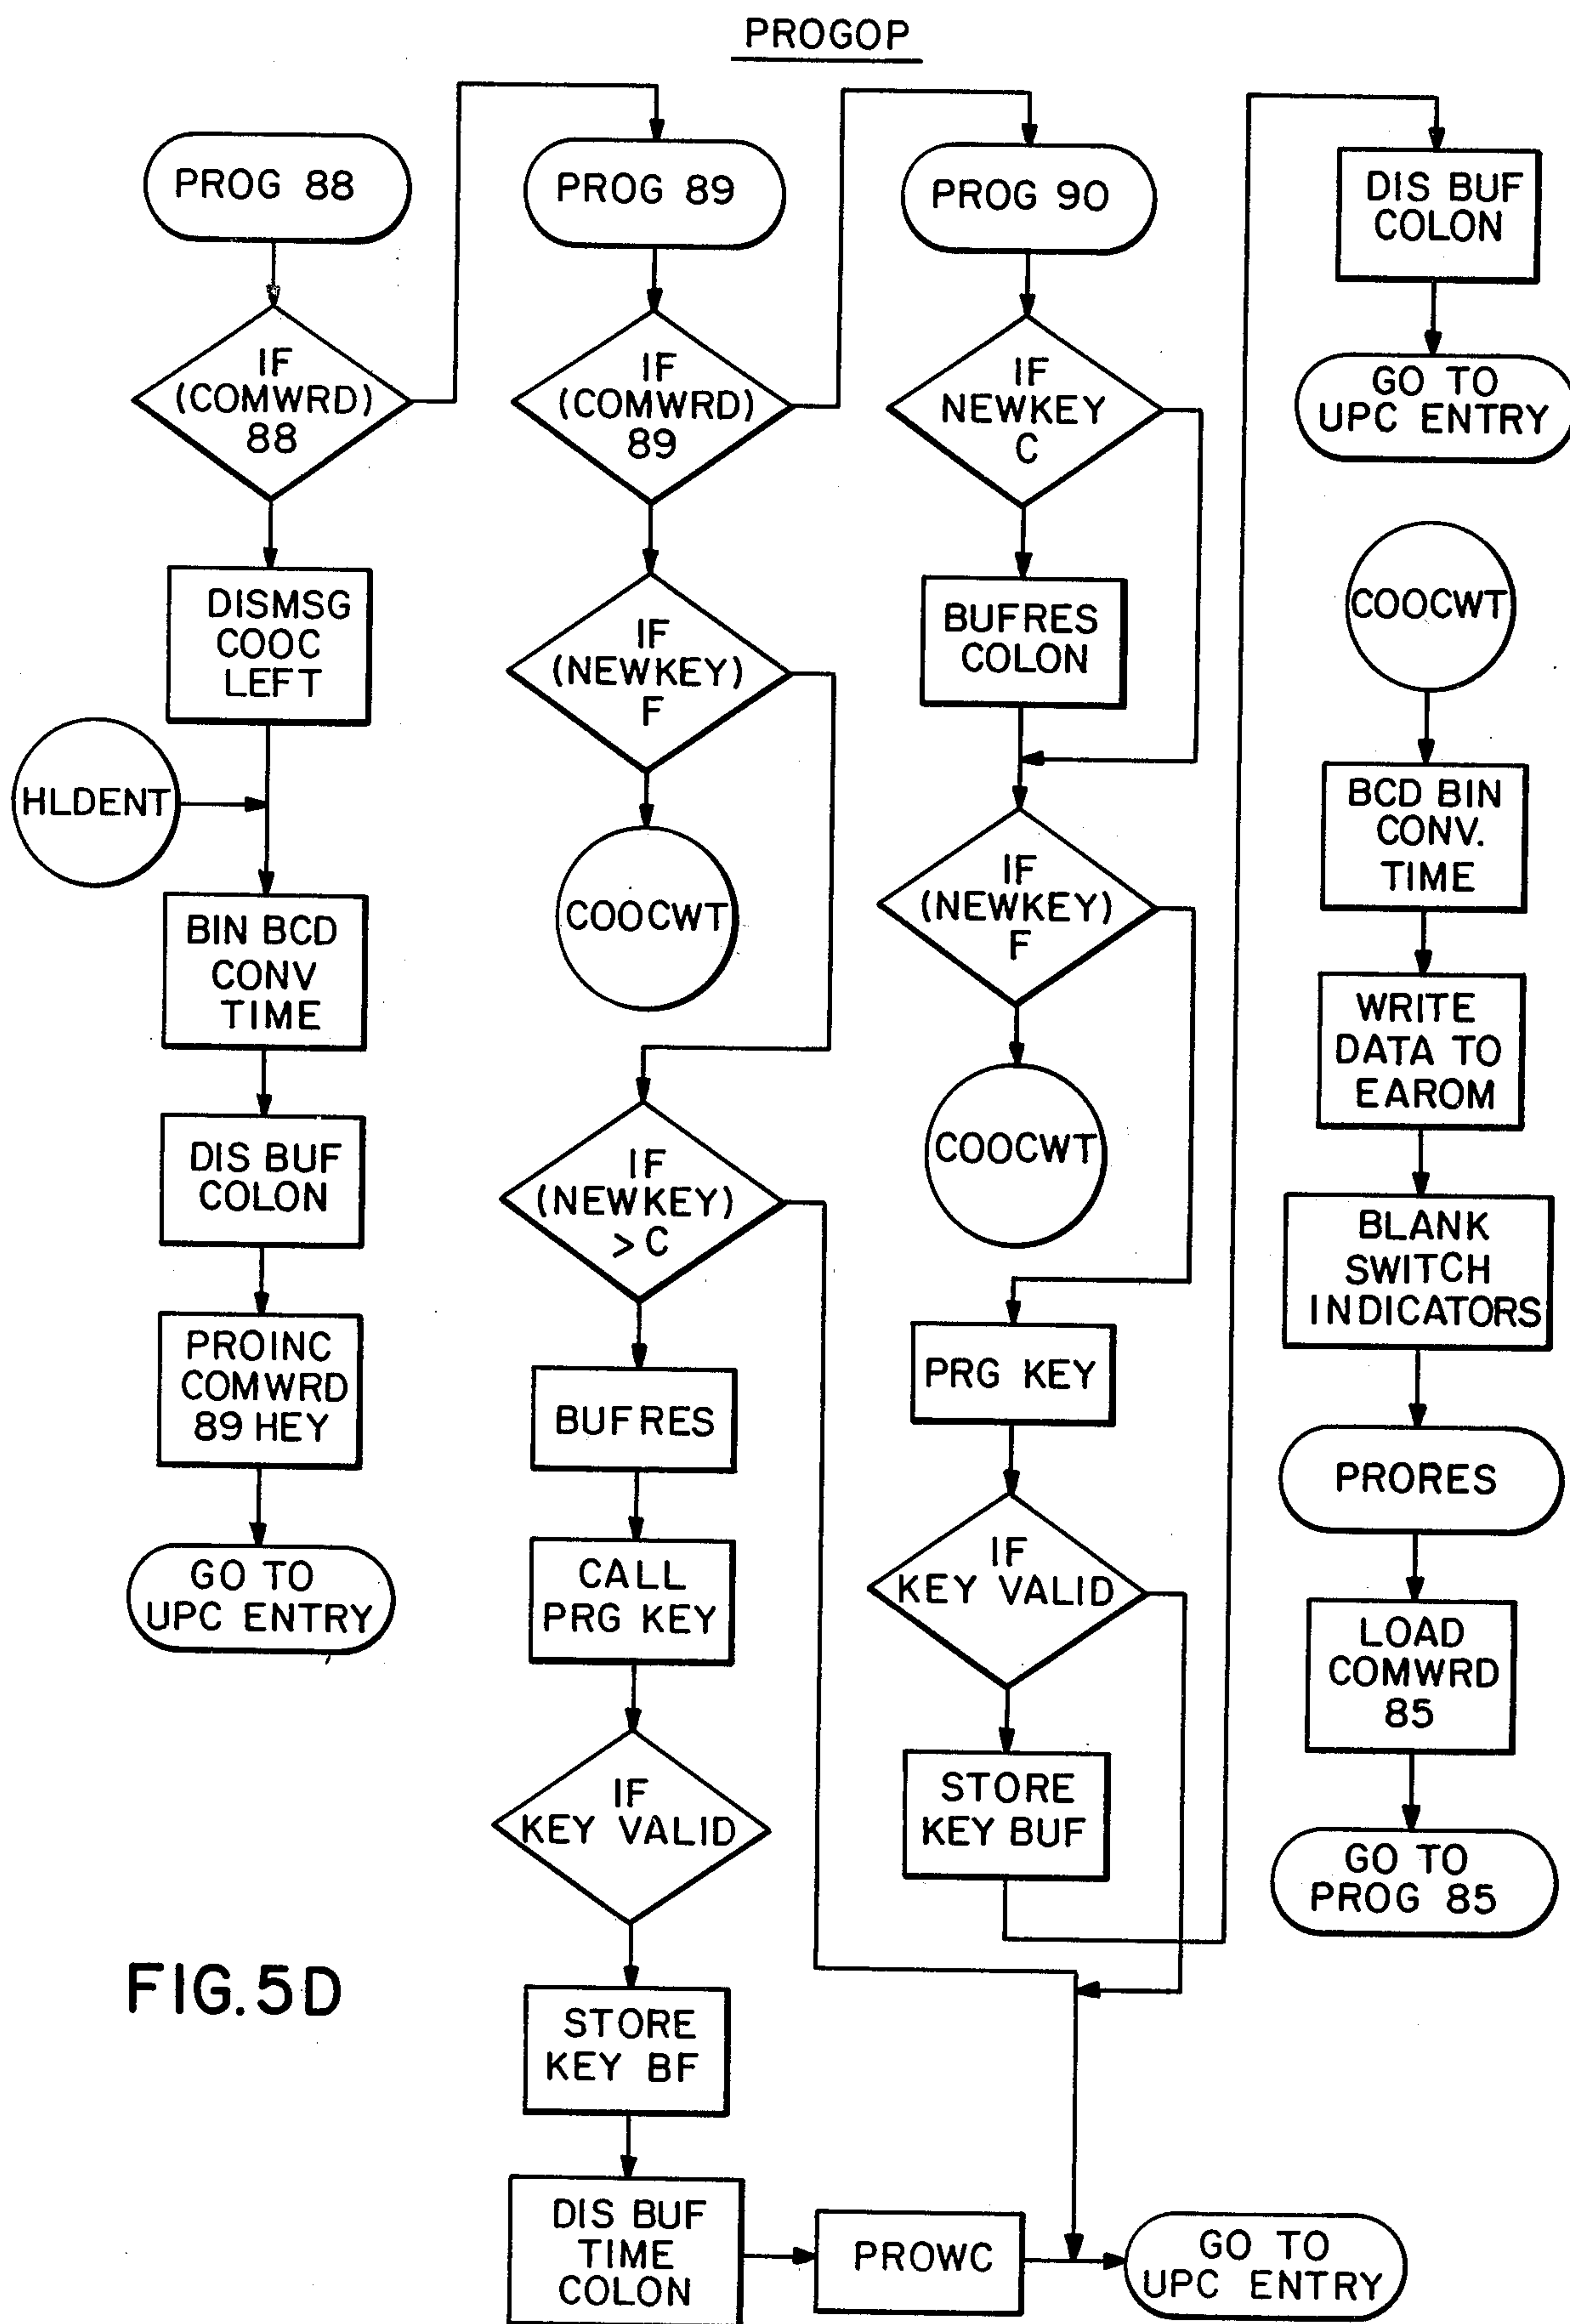 PROGOP
PROG 88
IF
(COMWRD)
88
DISMSG
COOC
LEFT
HLDENT
BIN BCD
CONV
TIME
DIS BUF
COLON
PROINC
COMWRD
89 HEY
GO TO
UPC ENTRY
PROG 89
IF
(COMWRD)
89
IF
(NEWKEY)
F
COOCWT
IF
(NEWKEY)
> C
BUFRES
CALL
PRG KEY
IF
KEY VALID
STORE
KEY BF
DIS BUF
TIME
COLON
PROWC
GO TO
UPC ENTRY
PROG 90
IF
NEWKEY
C
BUFRES
COLON
IF
(NEWKEY)
F
COOCWT
PRG KEY
IF
KEY VALID
STORE
KEY BUF
DIS BUF
COLON
GO TO
UPC ENTRY
COOCWT
BCD BIN
CONV.
TIME
WRITE
DATA TO
EAROM
BLANK
SWITCH
INDICATORS
PRORES
LOAD
COMWRD
85
GO TO
PROG 85
FIG. 5D